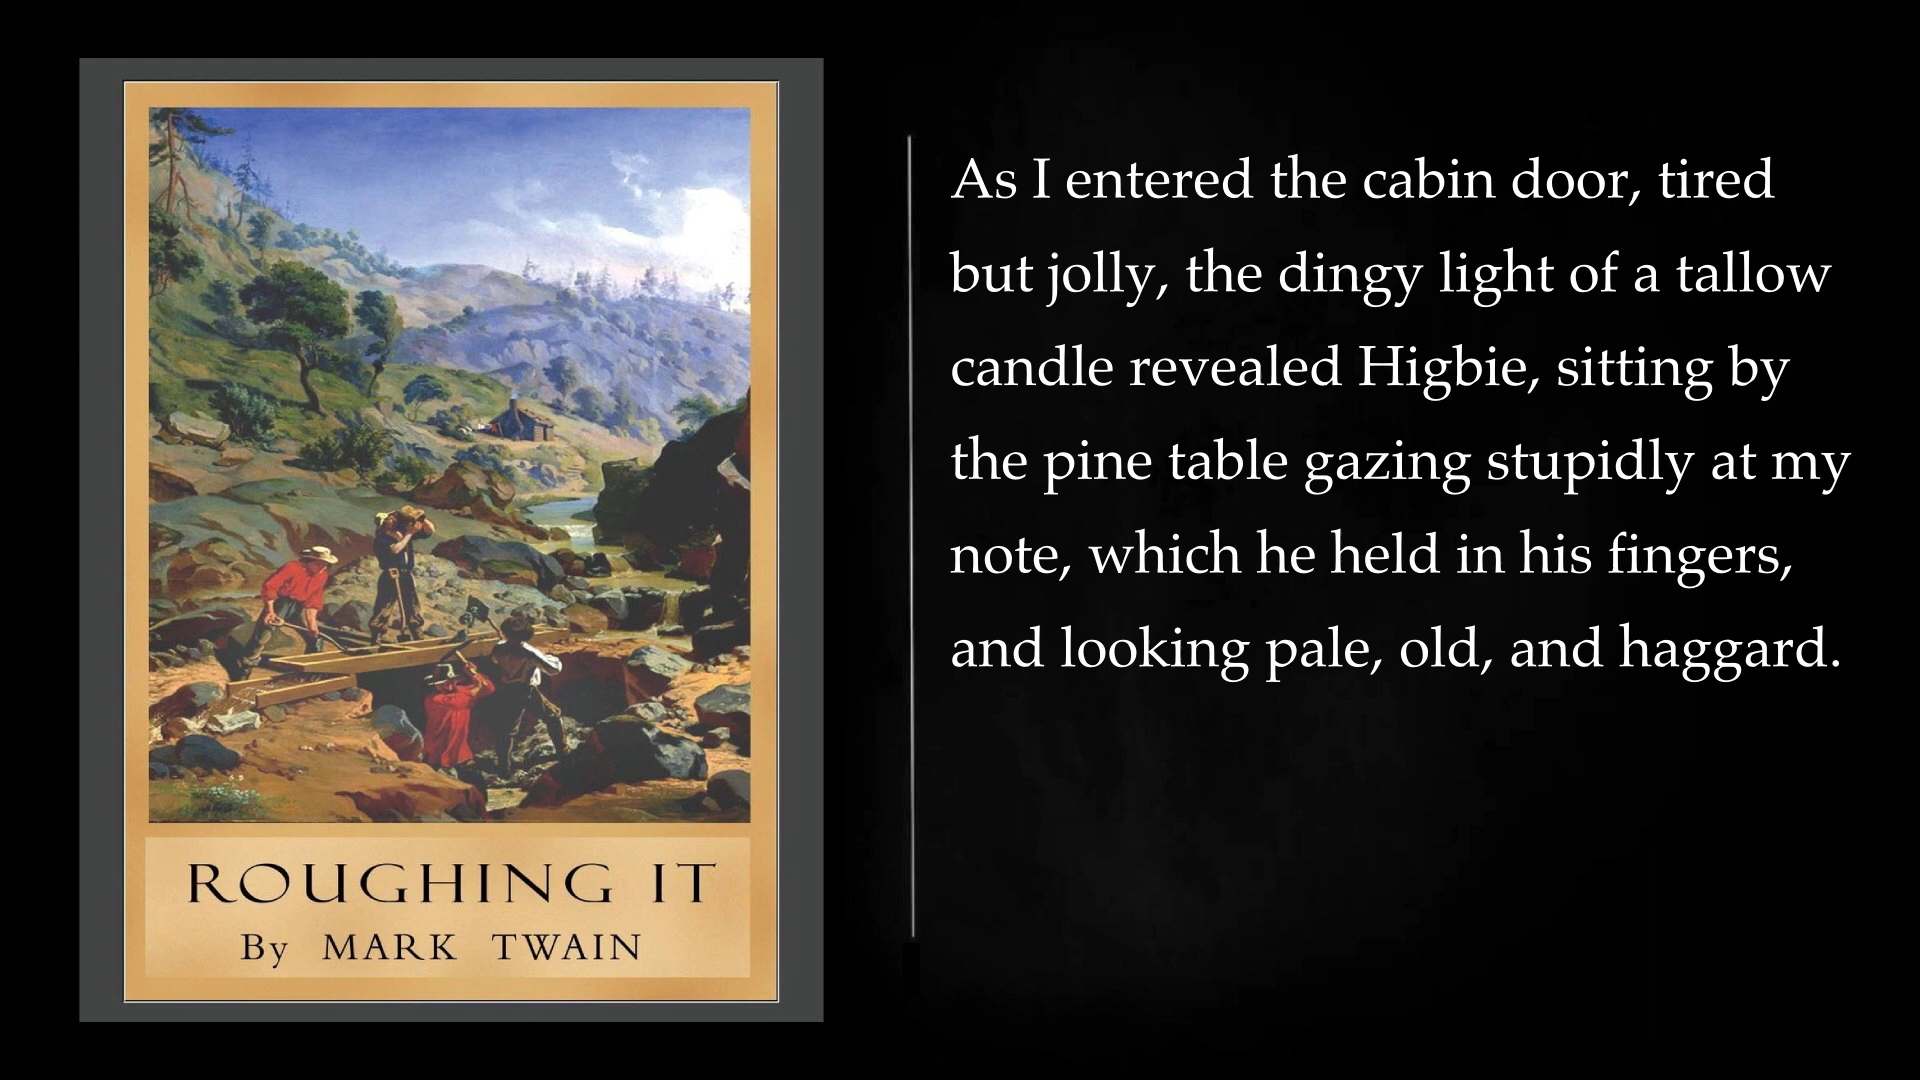 ROUGHING IT
By MARK TWAIN
As I entered the cabin door, tired
but jolly, the dingy light of a tallow
candle revealed Higbie, sitting by
the pine table gazing stupidly at my
note, which he held in his fingers,
and looking pale, old, and haggard.